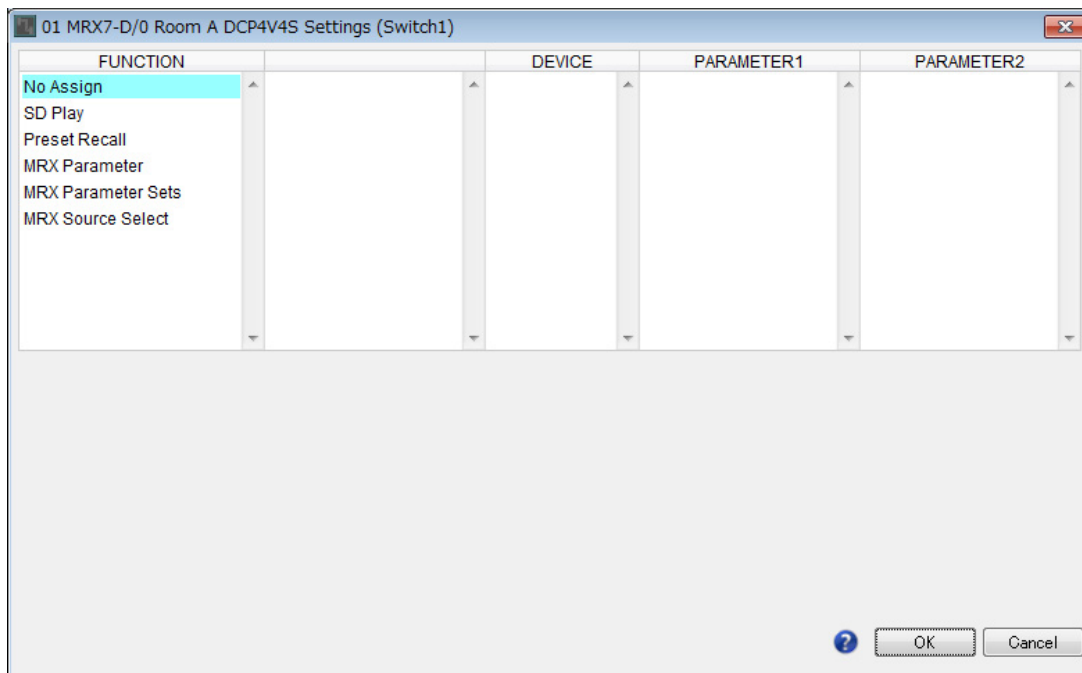 01 MRX7-D/0 Room A DCP4V4S Settings (Switch1)
FUNCTION DEVICE PARAMETER1 PARAMETER2
No Assign
SD Play
Preset Recall
MRX Parameter
MRX Parameter Sets
MRX Source Select
? OK Cancel